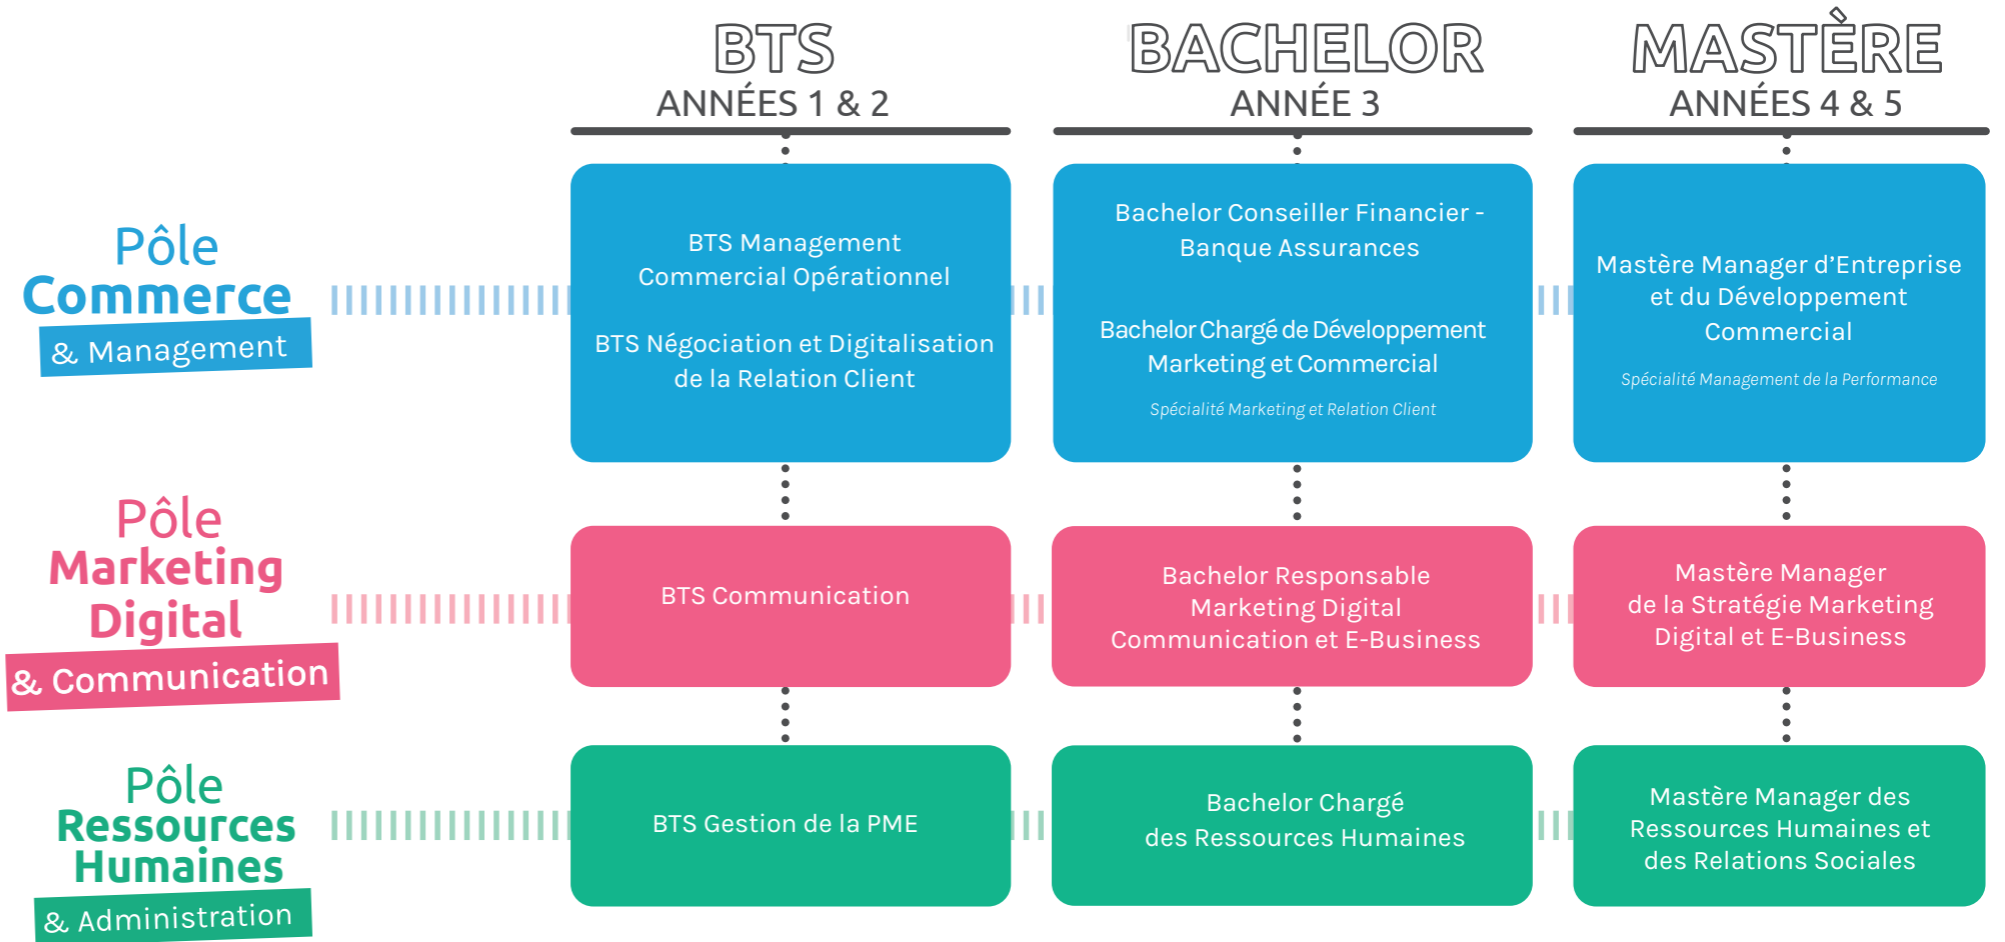 BTS
ANNÉES 1 & 2
BACHELOR
ANNÉE 3
MASTÈRE
ANNÉES 4 & 5
Pôle
Commerce
& Management
BTS Management
Commercial Opérationnel
BTS Négociation et Digitalisation
de la Relation Client
Bachelor Conseiller Financier -
Banque Assurances
Bachelor Chargé de Développement
Marketing et Commercial
Spécialité Marketing et Relation Client
Mastère Manager d’Entreprise
et du Développement
Commercial
Spécialité Management de la Performance
Pôle
Marketing
Digital
& Communication
BTS Communication
Bachelor Responsable
Marketing Digital
Communication et E-Business
Mastère Manager
de la Stratégie Marketing
Digital et E-Business
Pôle
Ressources
Humaines
& Administration
BTS Gestion de la PME
Bachelor Chargé
des Ressources Humaines
Mastère Manager des
Ressources Humaines et
des Relations Sociales